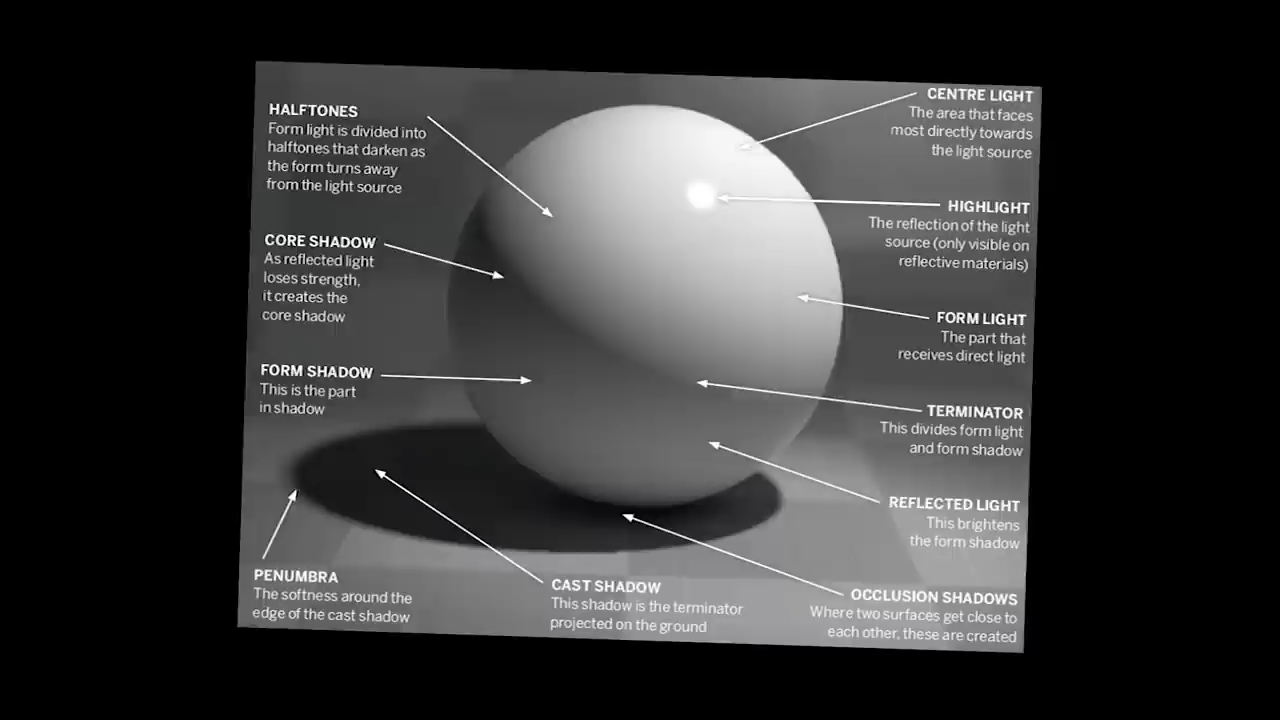 HALFTONES
Form light is divided into
halftones that darken as
the form turns away
from the light source
CORE SHADOW
As reflected light
loses strength,
it creates the
core shadow
FORM SHADOW
This is the part
in shadow
PENUMBRA
The softness around the
edge of the cast shadow
CAST SHADOW
This shadow is the terminator
projected on the ground
CENTRE LIGHT
The area that faces
most directly towards
the light source
HIGHLIGHT
The reflection of the light
source (only visible on
reflective materials)
FORM LIGHT
The part that
receives direct light
TERMINATOR
This divides form light
and form shadow
REFLECTED LIGHT
This brightens
the form shadow
OCCLUSION SHADOWS
Where two surfaces get close to
each other, these are created